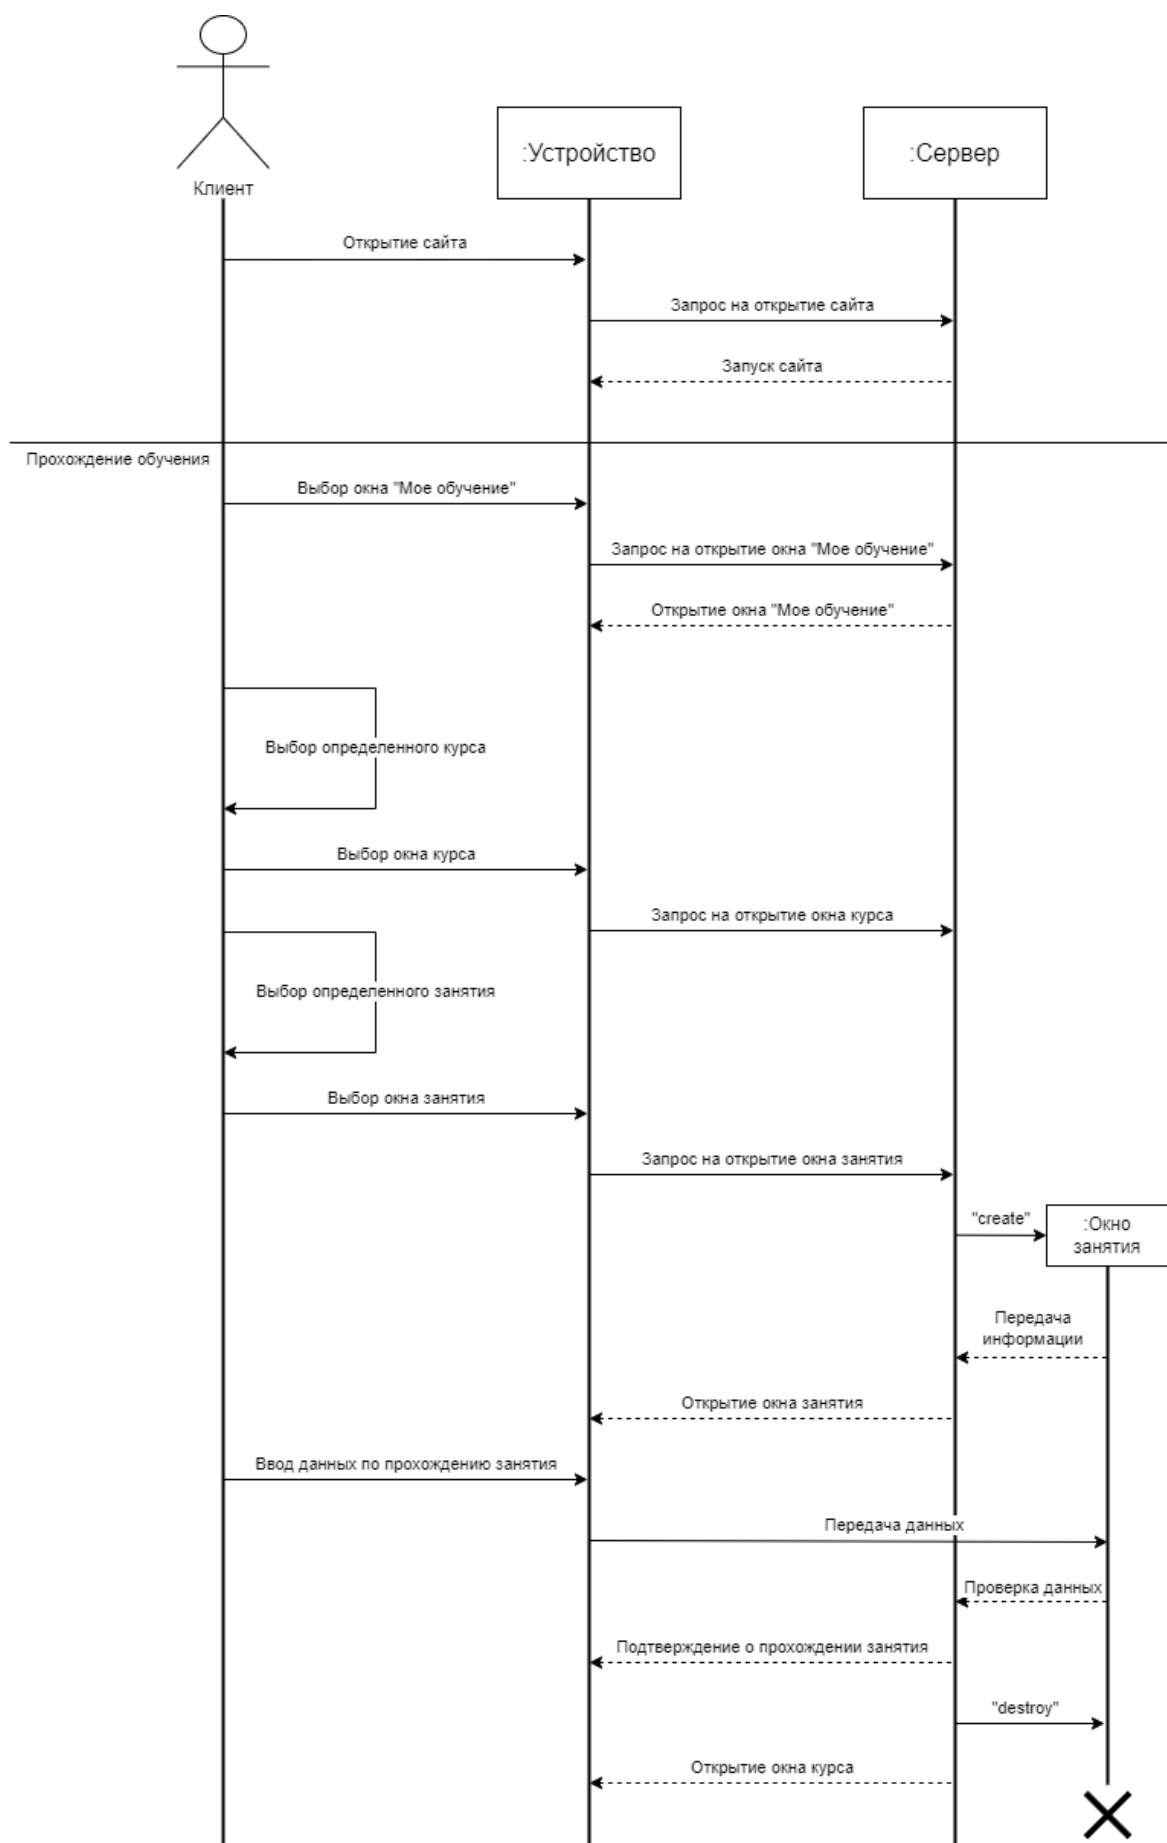 :Устройство
:Сервер
Клиент
Открытие сайта
Запрос на открытие сайта
Запуск сайта
Прохождение обучения
Выбор окна "Мое обучение"
Запрос на открытие окна "Мое обучение"
Открытие окна "Мое обучение"
Выбор определенного курса
Выбор окна курса
Запрос на открытие окна курса
Выбор определенного занятия
Выбор окна занятия
Запрос на открытие окна занятия
"create"
:Окно
занятия
Передача
информации
Открытие окна занятия
Ввод данных по прохождению занятия
Передача данных
Проверка данных
Подтверждение о прохождении занятия
"destroy"
Открытие окна курса